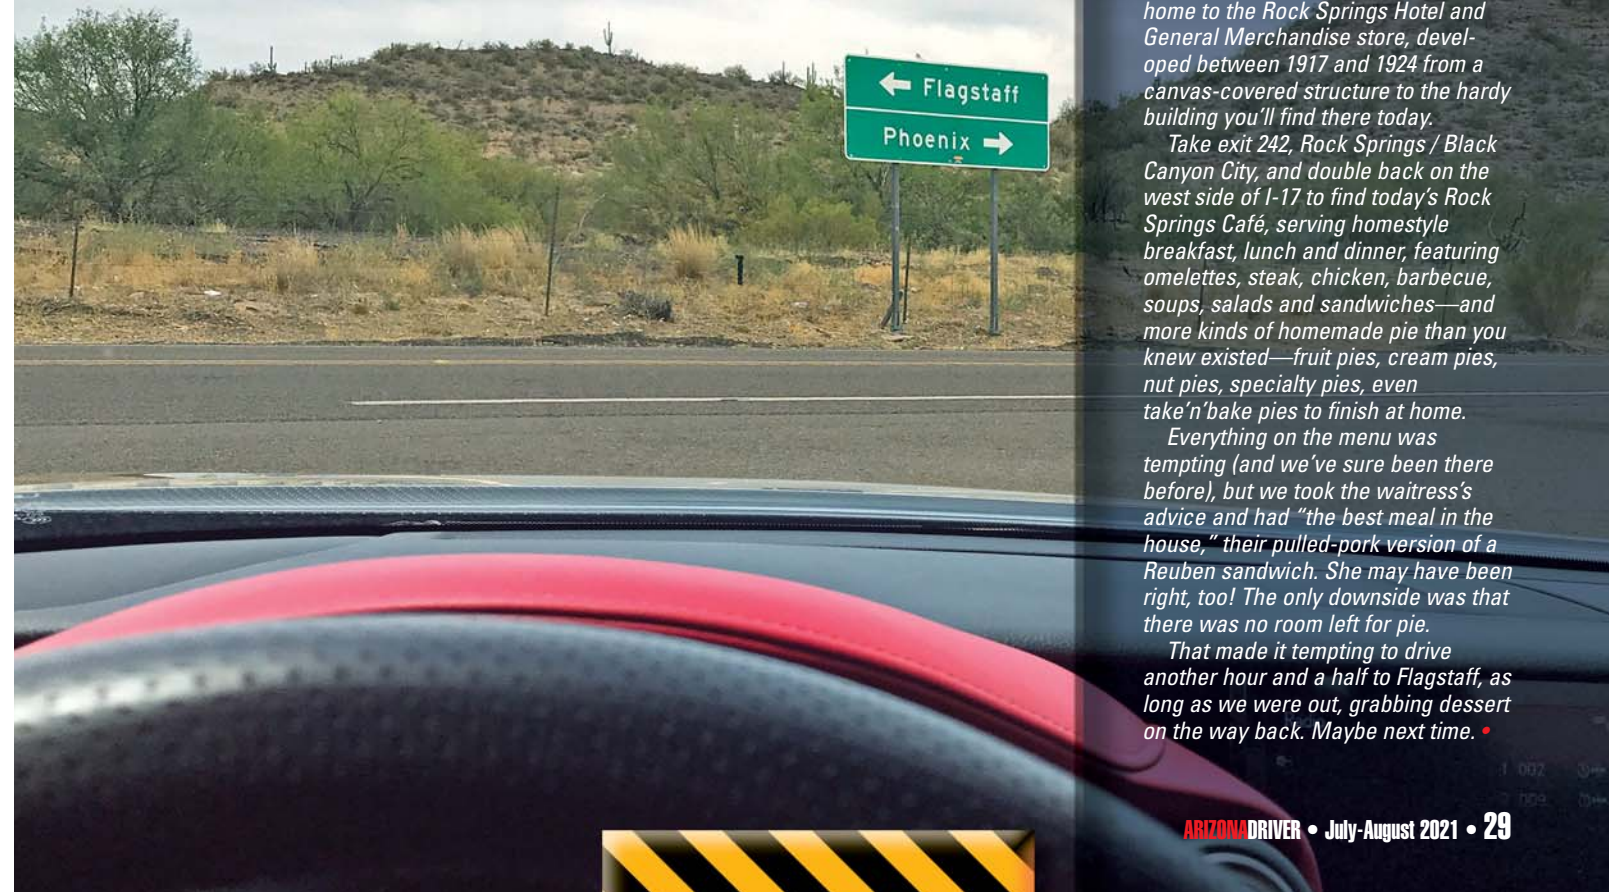 Flagstaff
Phoenix
home to the Rock Springs Hotel and
General Merchandise store, devel-
oped between 1917 and 1924 from a
canvas-covered structure to the hardy
building you’ll find there today.
Take exit 242, Rock Springs / Black
Canyon City, and double back on the
west side of I-17 to find today’s Rock
Springs Café, serving homestyle
breakfast, lunch and dinner, featuring
omelettes, steak, chicken, barbecue,
soups, salads and sandwiches—and
more kinds of homemade pie than you
knew existed—fruit pies, cream pies,
nut pies, specialty pies, even
take’n’bake pies to finish at home.
Everything on the menu was
tempting (and we’ve sure been there
before), but we took the waitress’s
advice and had “the best meal in the
house,” their pulled-pork version of a
Reuben sandwich. She may have been
right, too! The only downside was that
there was no room left for pie.
That made it tempting to drive
another hour and a half to Flagstaff, as
long as we were out, grabbing dessert
on the way back. Maybe next time. •
002
009
ARIZONADRIVER • July-August 2021 • 29